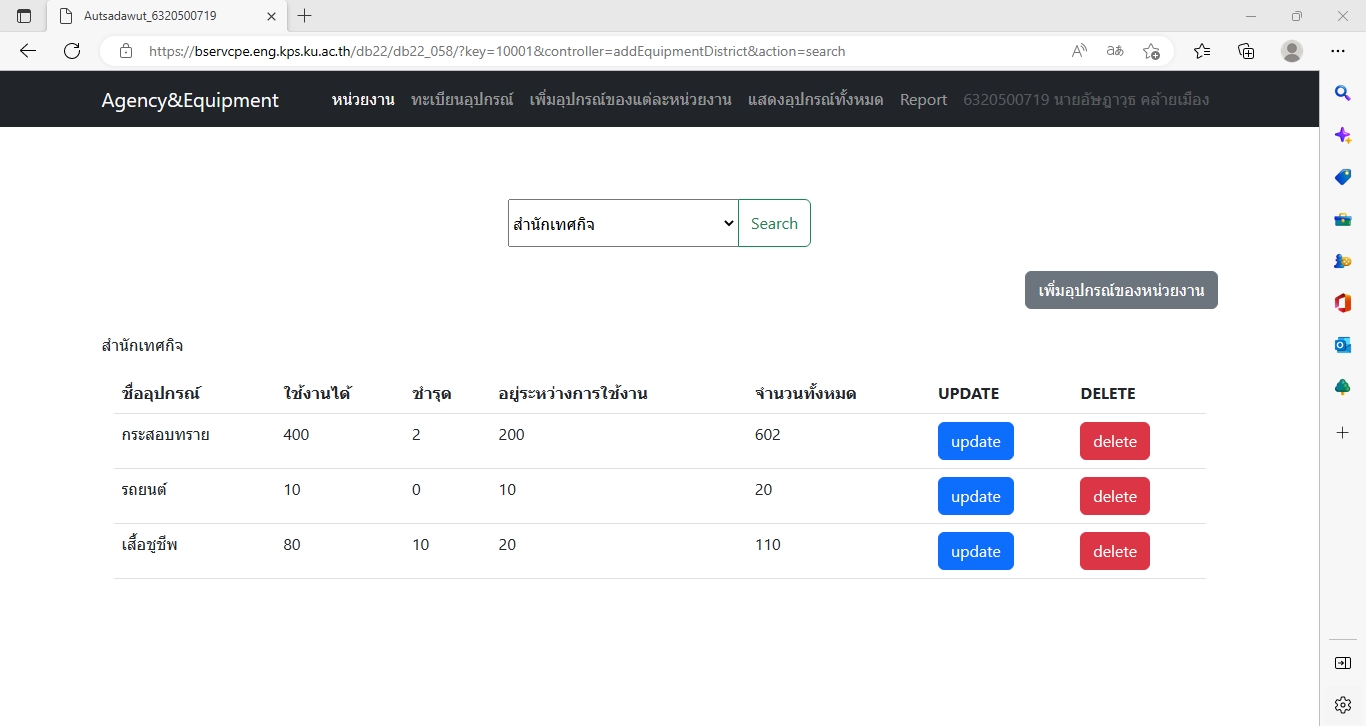 Autsadawut_6320500719
https://bservcpe.eng.kps.ku.ac.th/db22/db22_058/?key=10001&controller=addEquipmentDistrict&action=search
Agency&Equipment หน่วยงาน ทะเบียนอุปกรณ์ เพิ่มอุปกรณ์ของแต่ละหน่วยงาน แสดงอุปกรณ์ทั้งหมด Report 6320500719 นายอัษฎาวุธ คล้ายเมือง
สำนักเทศกิจ Search
เพิ่มอุปกรณ์ของหน่วยงาน
สำนักเทศกิจ
ชื่ออุปกรณ์ ใช้งานได้ ชำรุด อยู่ระหว่างการใช้งาน จำนวนทั้งหมด UPDATE DELETE
กระสอบทราย 400 2 200 602 update delete
รถยนต์ 10 0 10 20 update delete
เสื้อชูชีพ 80 10 20 110 update delete